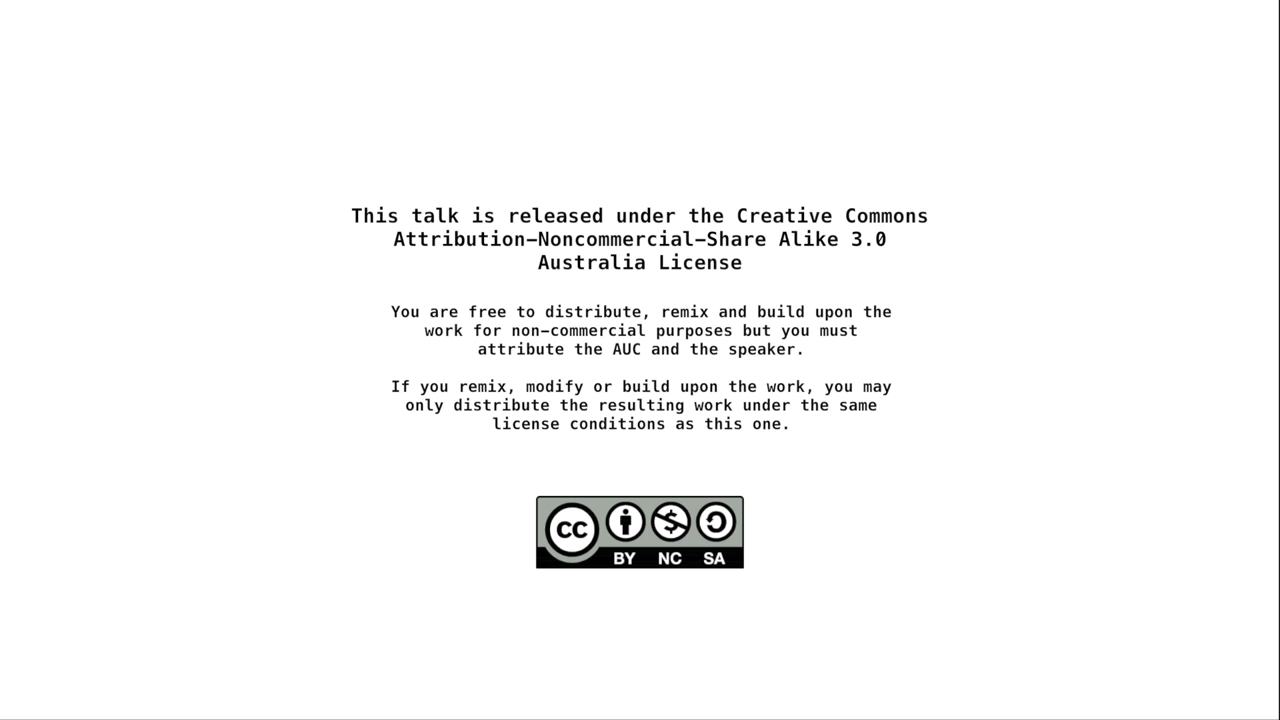 This talk is released under the Creative Commons
Attribution–Noncommercial–Share Alike 3.0
Australia License
You are free to distribute, remix and build upon the
work for non-commercial purposes but you must
attribute the AUC and the speaker.
If you remix, modify or build upon the work, you may
only distribute the resulting work under the same
license conditions as this one.
CC
BY NC SA